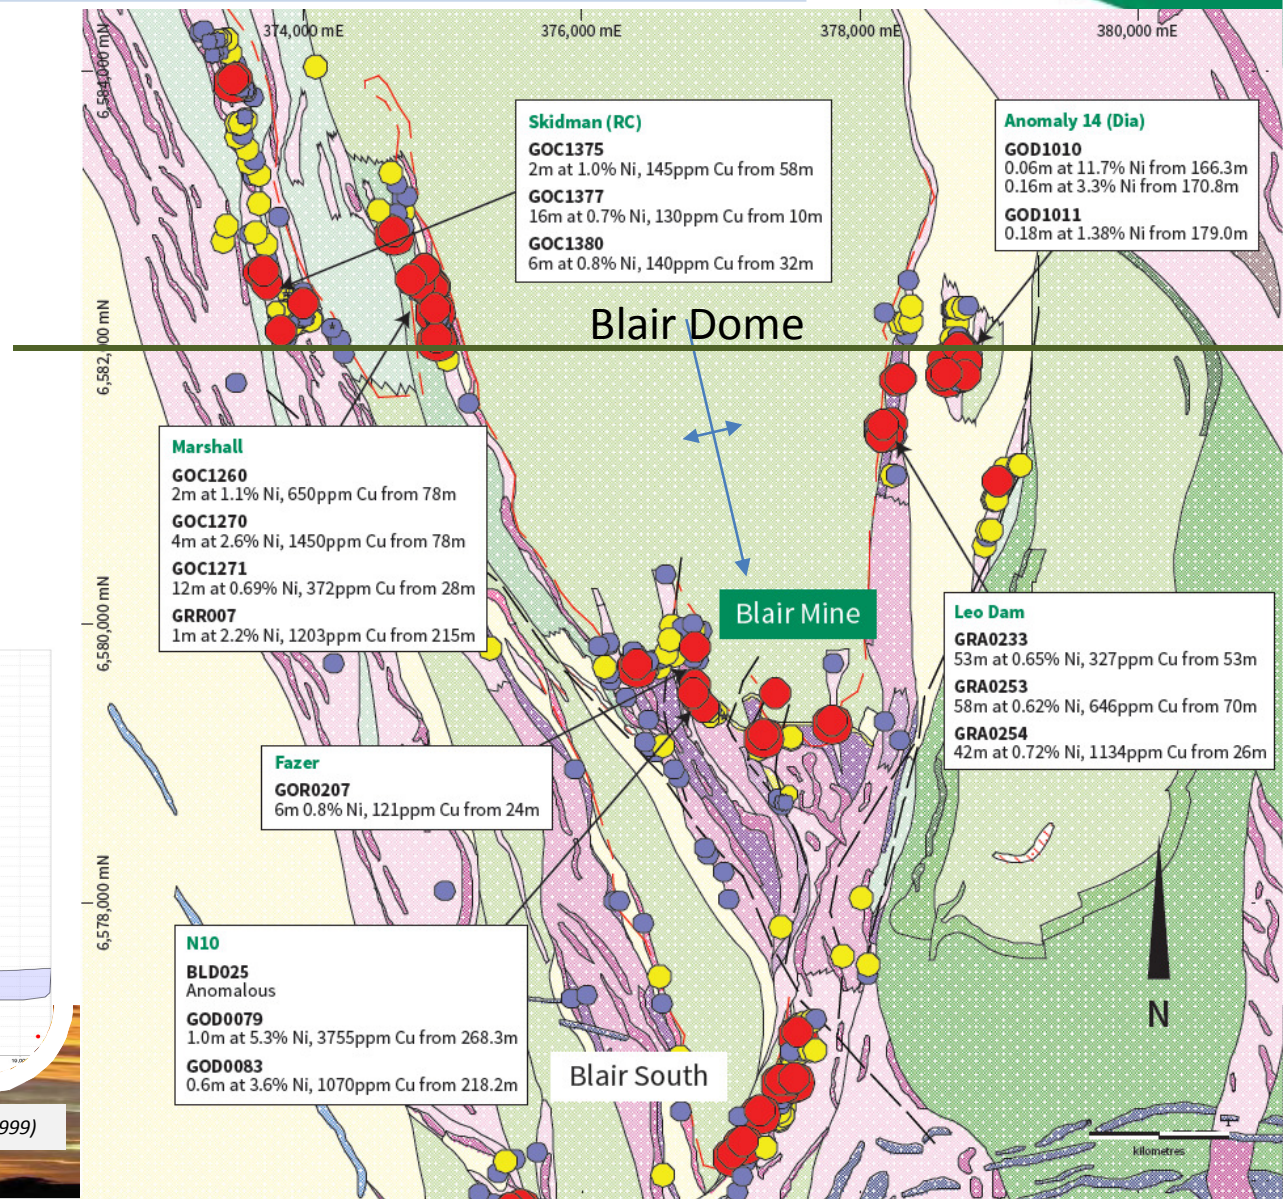 374,000 mE
376,000 mE
378,000 mE
380,000 mE
6,584,000 mN
6,582,000 mN
6,580,000 mN
6,578,000 mN
Skidman (RC)
GOC1375
2m at 1.0% Ni, 145ppm Cu from 58m
GOC1377
16m at 0.7% Ni, 130ppm Cu from 10m
GOC1380
6m at 0.8% Ni, 140ppm Cu from 32m
Anomaly 14 (Dia)
GOD1010
0.06m at 11.7% Ni from 166.3m
0.16m at 3.3% Ni from 170.8m
GOD1011
0.18m at 1.38% Ni from 179.0m
Blair Dome
Marshall
GOC1260
2m at 1.1% Ni, 650ppm Cu from 78m
GOC1270
4m at 2.6% Ni, 1450ppm Cu from 78m
GOC1271
12m at 0.69% Ni, 372ppm Cu from 28m
GRR007
1m at 2.2% Ni, 1203ppm Cu from 215m
Blair Mine
Leo Dam
GRA0233
53m at 0.65% Ni, 327ppm Cu from 53m
GRA0253
58m at 0.62% Ni, 646ppm Cu from 70m
GRA0254
42m at 0.72% Ni, 1134ppm Cu from 26m
Fazer
GOR0207
6m 0.8% Ni, 121ppm Cu from 24m
N10
BLD025
Anomalous
GOD0079
1.0m at 5.3% Ni, 3755ppm Cu from 268.3m
GOD0083
0.6m at 3.6% Ni, 1070ppm Cu from 218.2m
N
Blair South
999)
1
kilometres